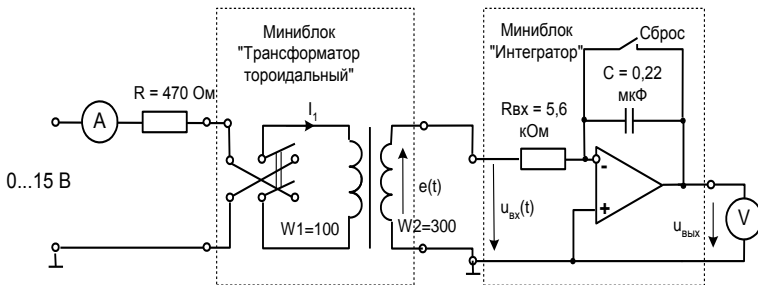 Миниблок
"Трансформатор
тороидальный"
Миниблок
"Интегратор"
Сброс
R = 470 Ом
A
I1
C = 0,22
мкФ
Rвх = 5,6
кОм
0...15 В
e(t)
uвх(t)
-
+
W1=100
W2=300
uвых
V